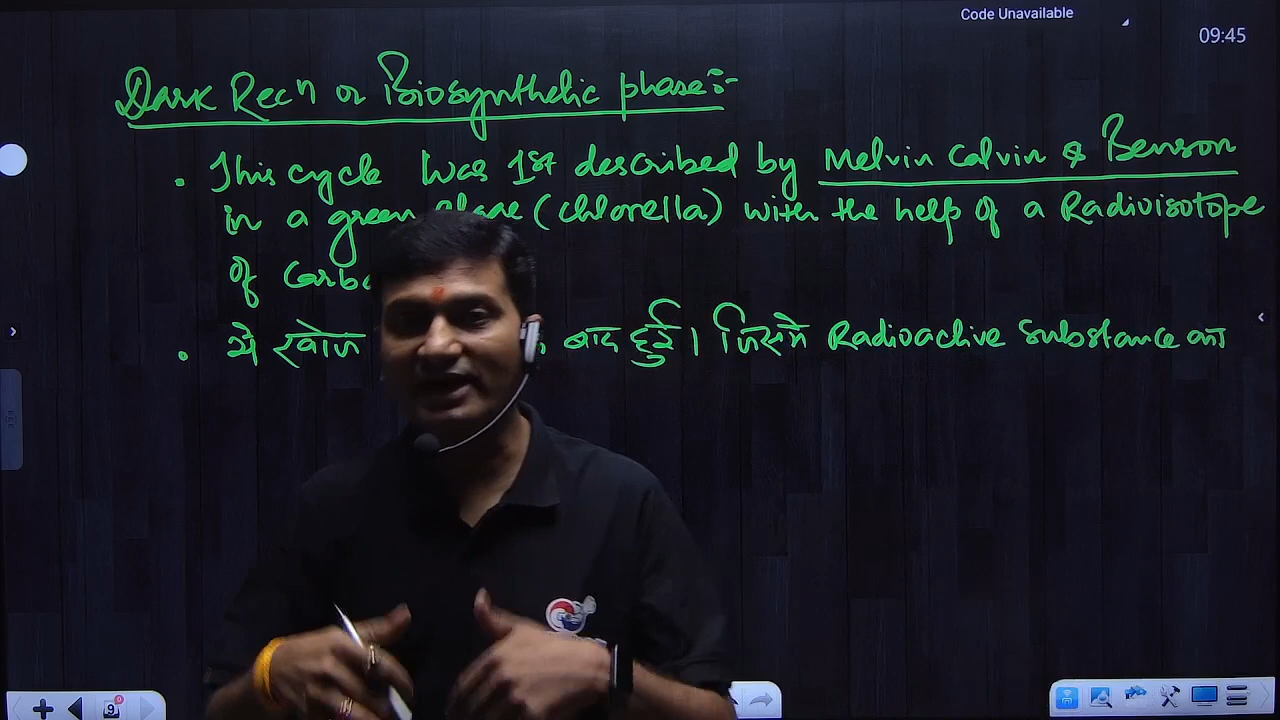 Code Unavailable
09:45
Dark Recn or Biosynthetic phase:-
. This cycle was 1st described by Melvin Calvin & Benson
in a green (chlorella) with the help of a Radioisotope
of
. ये खोज बाद हुई। जिसमे Radioactive substance का
9